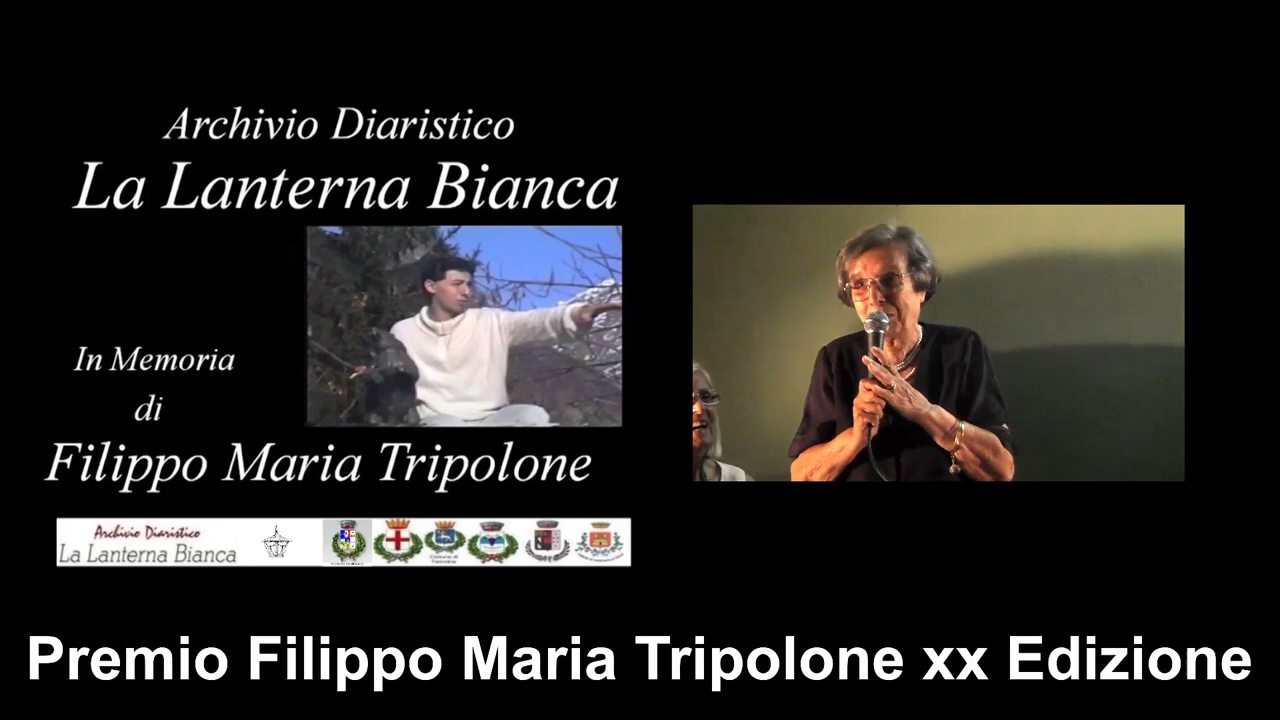 Archivio Diaristico
La Lanterna Bianca
In Memoria
di
Filippo Maria Tripolone
Archivio Diaristico
La Lanterna Bianca
Premio Filippo Maria Tripolone xx Edizione